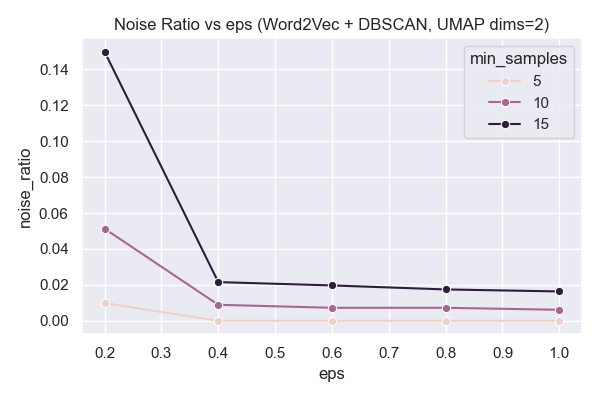 Noise Ratio vs eps (Word2Vec + DBSCAN, UMAP dims=2)
min_samples
5
10
15
noise_ratio
0.14
0.12
0.10
0.08
0.06
0.04
0.02
0.00
0.2 0.3 0.4 0.5 0.6 0.7 0.8 0.9 1.0
eps